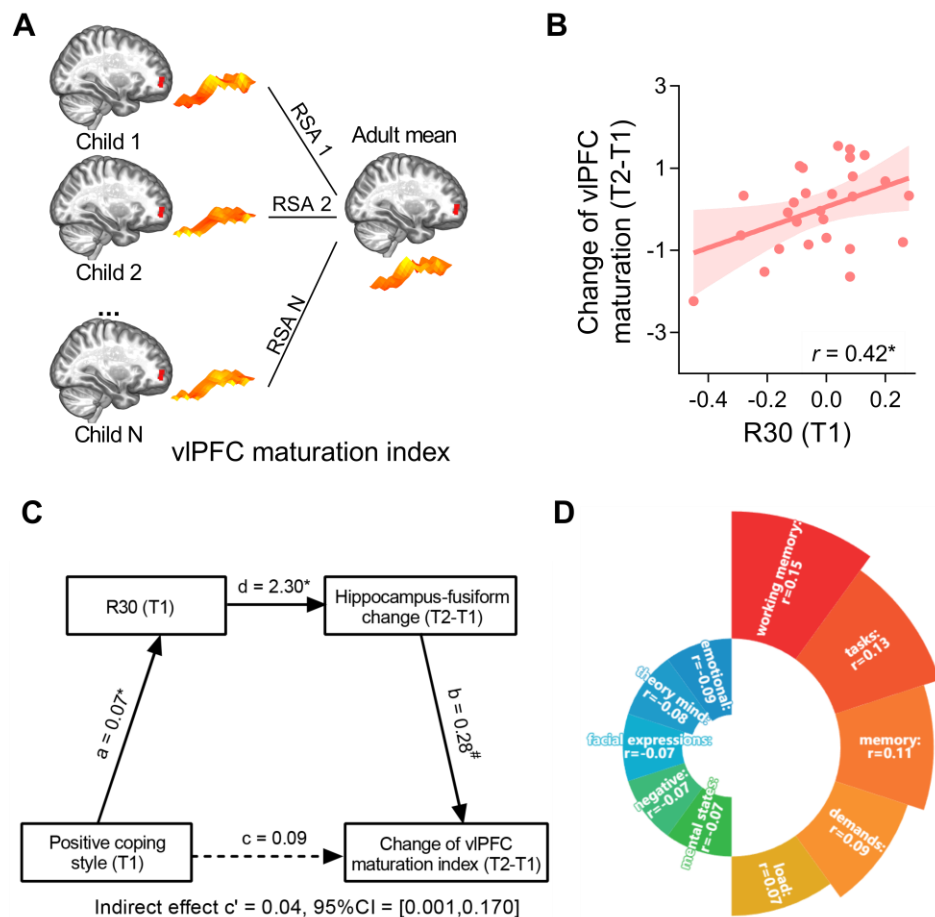 A
Child 1
Child 2
...
Child N
RSA 1
RSA 2
RSA N
Adult mean
vlPFC maturation index
B
Change of vlPFC
maturation (T2-T1)
3
1
-1
-3
r = 0.42*
-0.4
-0.2
0.0
0.2
R30 (T1)
C
R30 (T1)
d = 2.30*
Hippocampus-fusiform
change (T2-T1)
a = 0.07*
b = 0.28#
Positive coping
style (T1)
c = 0.09
Change of vlPFC
maturation index (T2-T1)
Indirect effect c' = 0.04, 95%CI = [0.001,0.170]
D
working memory:
r=0.15
tasks:
r=0.13
memory:
r=0.11
demands:
r=0.09
load:
r=0.07
emotional:
r=-0.09
theory mind:
r=-0.08
facial expressions:
r=-0.07
negative:
r=-0.07
mental states:
r=-0.07